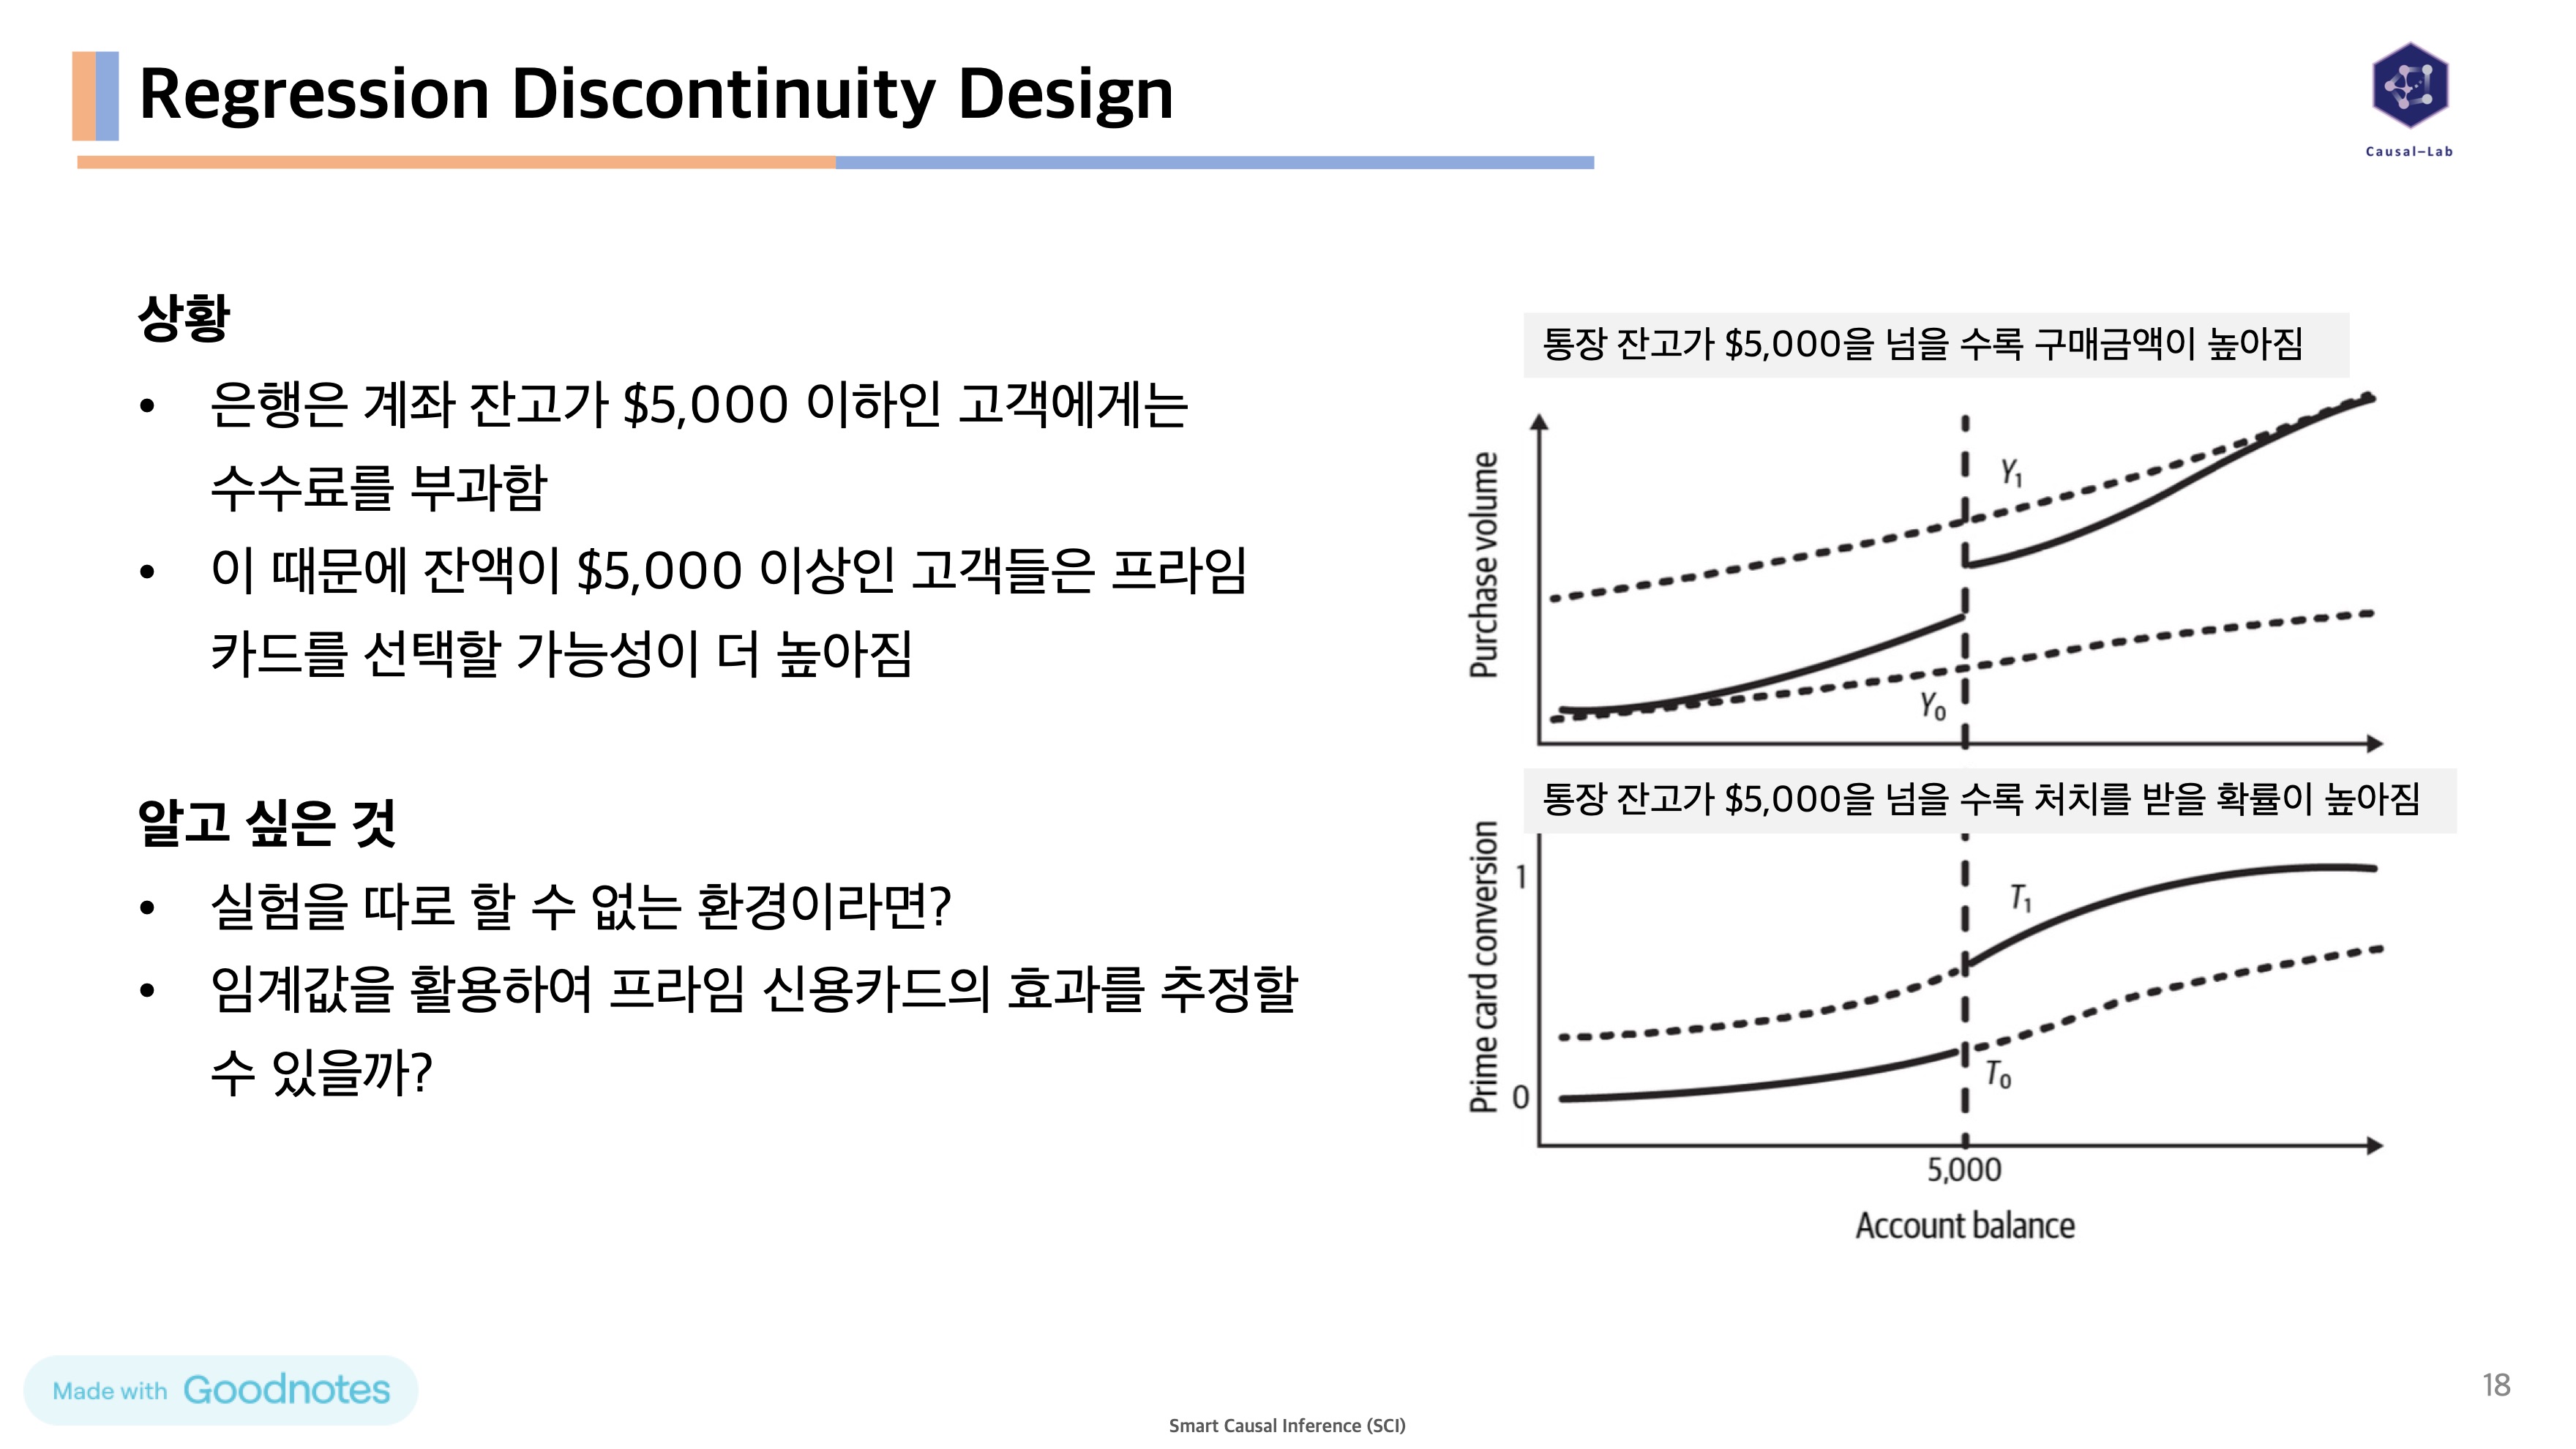 Regression Discontinuity Design
Causal–Lab
상황
• 은행은 계좌 잔고가 $5,000 이하인 고객에게는
수수료를 부과함
• 이 때문에 잔액이 $5,000 이상인 고객들은 프라임
카드를 선택할 가능성이 더 높아짐
알고 싶은 것
• 실험을 따로 할 수 없는 환경이라면?
• 임계값을 활용하여 프라임 신용카드의 효과를 추정할
수 있을까?
통장 잔고가 $5,000을 넘을 수록 구매금액이 높아짐
Purchase volume
Y1
Y0
통장 잔고가 $5,000을 넘을 수록 처치를 받을 확률이 높아짐
Prime card conversion
1
0
T1
T0
5,000
Account balance
Made with Goodnotes
Smart Causal Inference (SCI)
18